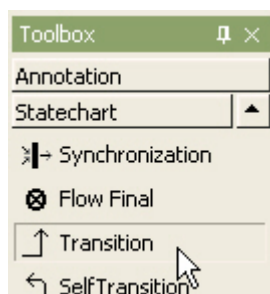 Toolbox
Annotation
Statechart
Synchronization
Flow Final
Transition
SelfTransition